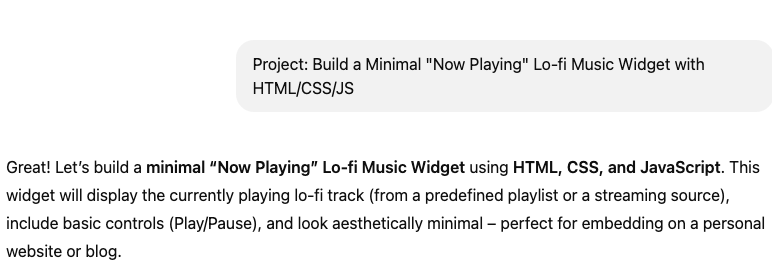 Project: Build a Minimal "Now Playing" Lo-fi Music Widget with
HTML/CSS/JS
Great! Let’s build a minimal “Now Playing” Lo-fi Music Widget using HTML, CSS, and JavaScript. This
widget will display the currently playing lo-fi track (from a predefined playlist or a streaming source),
include basic controls (Play/Pause), and look aesthetically minimal – perfect for embedding on a personal
website or blog.